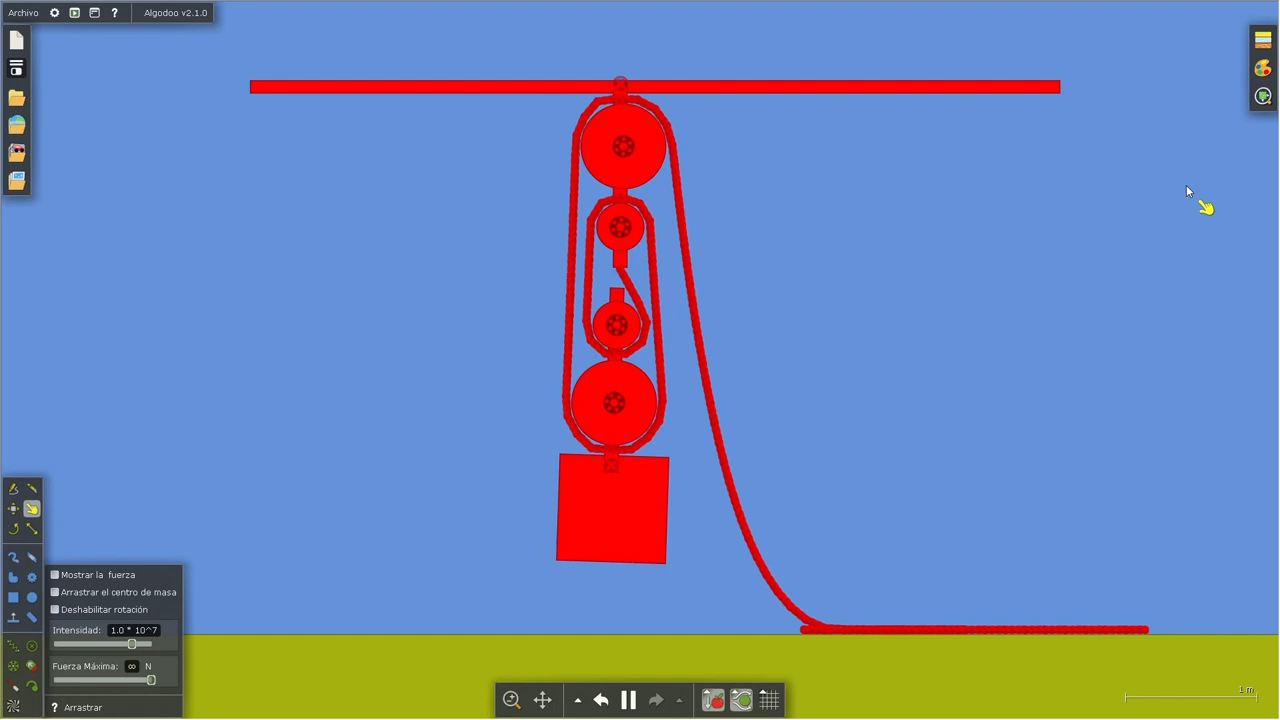 Archivo ? Algodoo v2.1.0
Mostrar la fuerza
Arrastrar el centro de masa
Deshabilitar rotación
Intensidad: 1.0 * 10^7
Fuerza Máxima: ∞ N
? Arrastrar
1 m